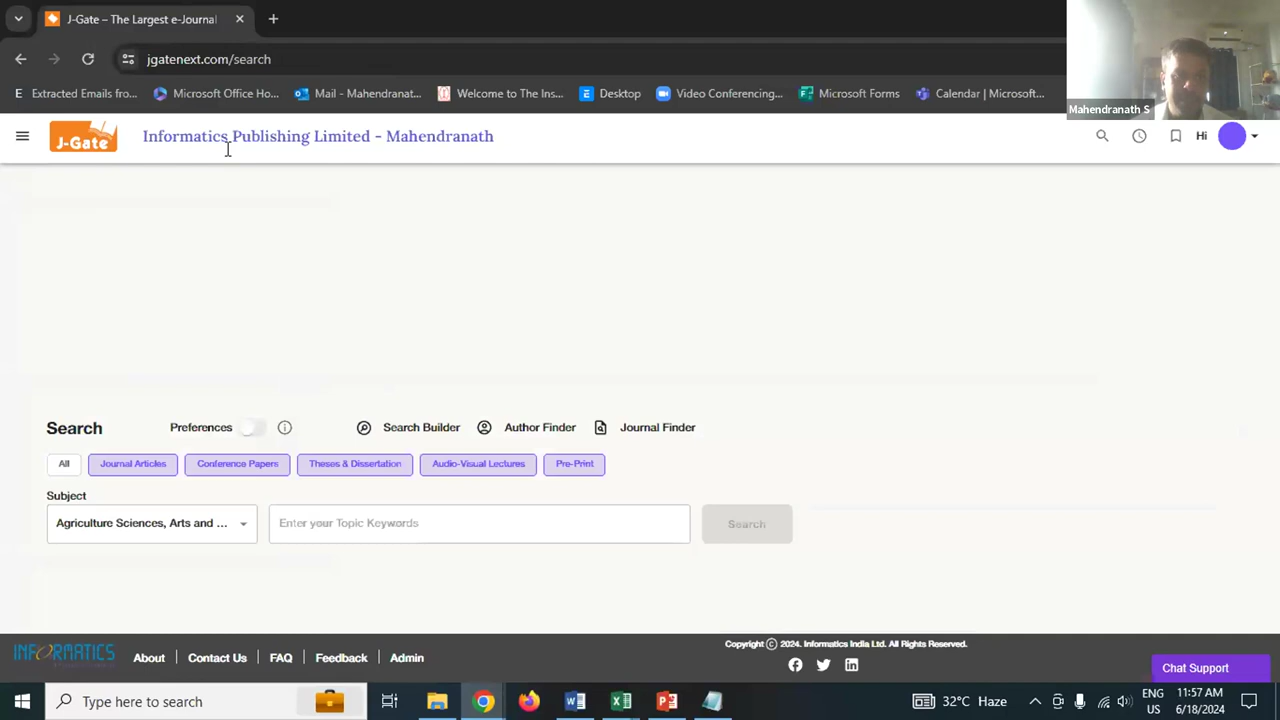 J-Gate – The Largest e-Journal
jgatenext.com/search
Extracted Emails fro...
Microsoft Office Ho...
Mail - Mahendranat...
Welcome to The Ins...
Desktop
Video Conferencing...
Microsoft Forms
Calendar | Microsoft...
Mahendranath S
J-Gate
Informatics Publishing Limited - Mahendranath
Hi
Search
Preferences
Search Builder
Author Finder
Journal Finder
All
Journal Articles
Conference Papers
Theses & Dissertation
Audio-Visual Lectures
Pre-Print
Subject
Agriculture Sciences, Arts and ...
Enter your Topic Keywords
Search
INFORMATICS
About
Contact Us
FAQ
Feedback
Admin
Copyright © 2024. Informatics India Ltd. All Rights Reserved.
Chat Support
Type here to search
32°C Haze
ENG
US
11:57 AM
6/18/2024